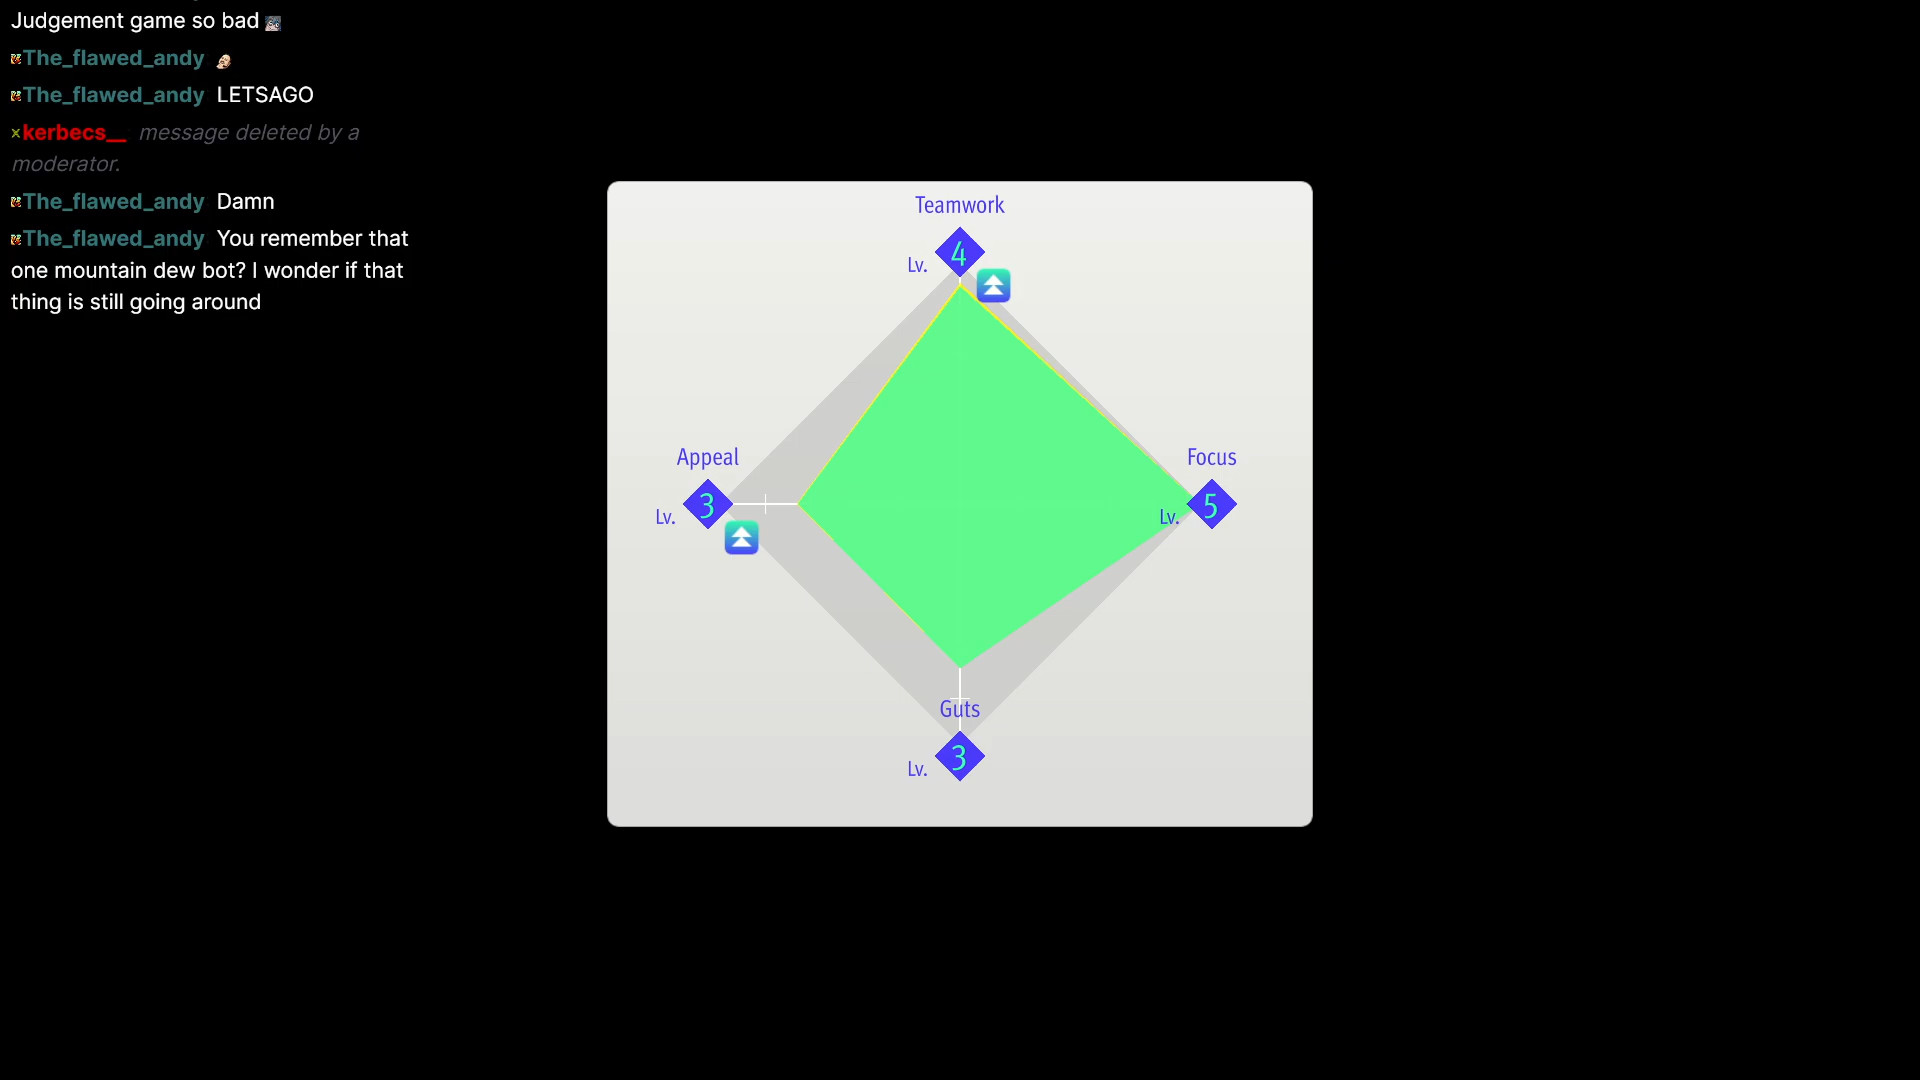 Judgement game so bad
The_flawed_andy
The_flawed_andy LETSAGO
kerbecs__ message deleted by a
moderator.
The_flawed_andy Damn
The_flawed_andy You remember that
one mountain dew bot? I wonder if that
thing is still going around
Teamwork
Lv. 4
Appeal
Lv. 3
Focus
Lv. 5
Guts
Lv. 3